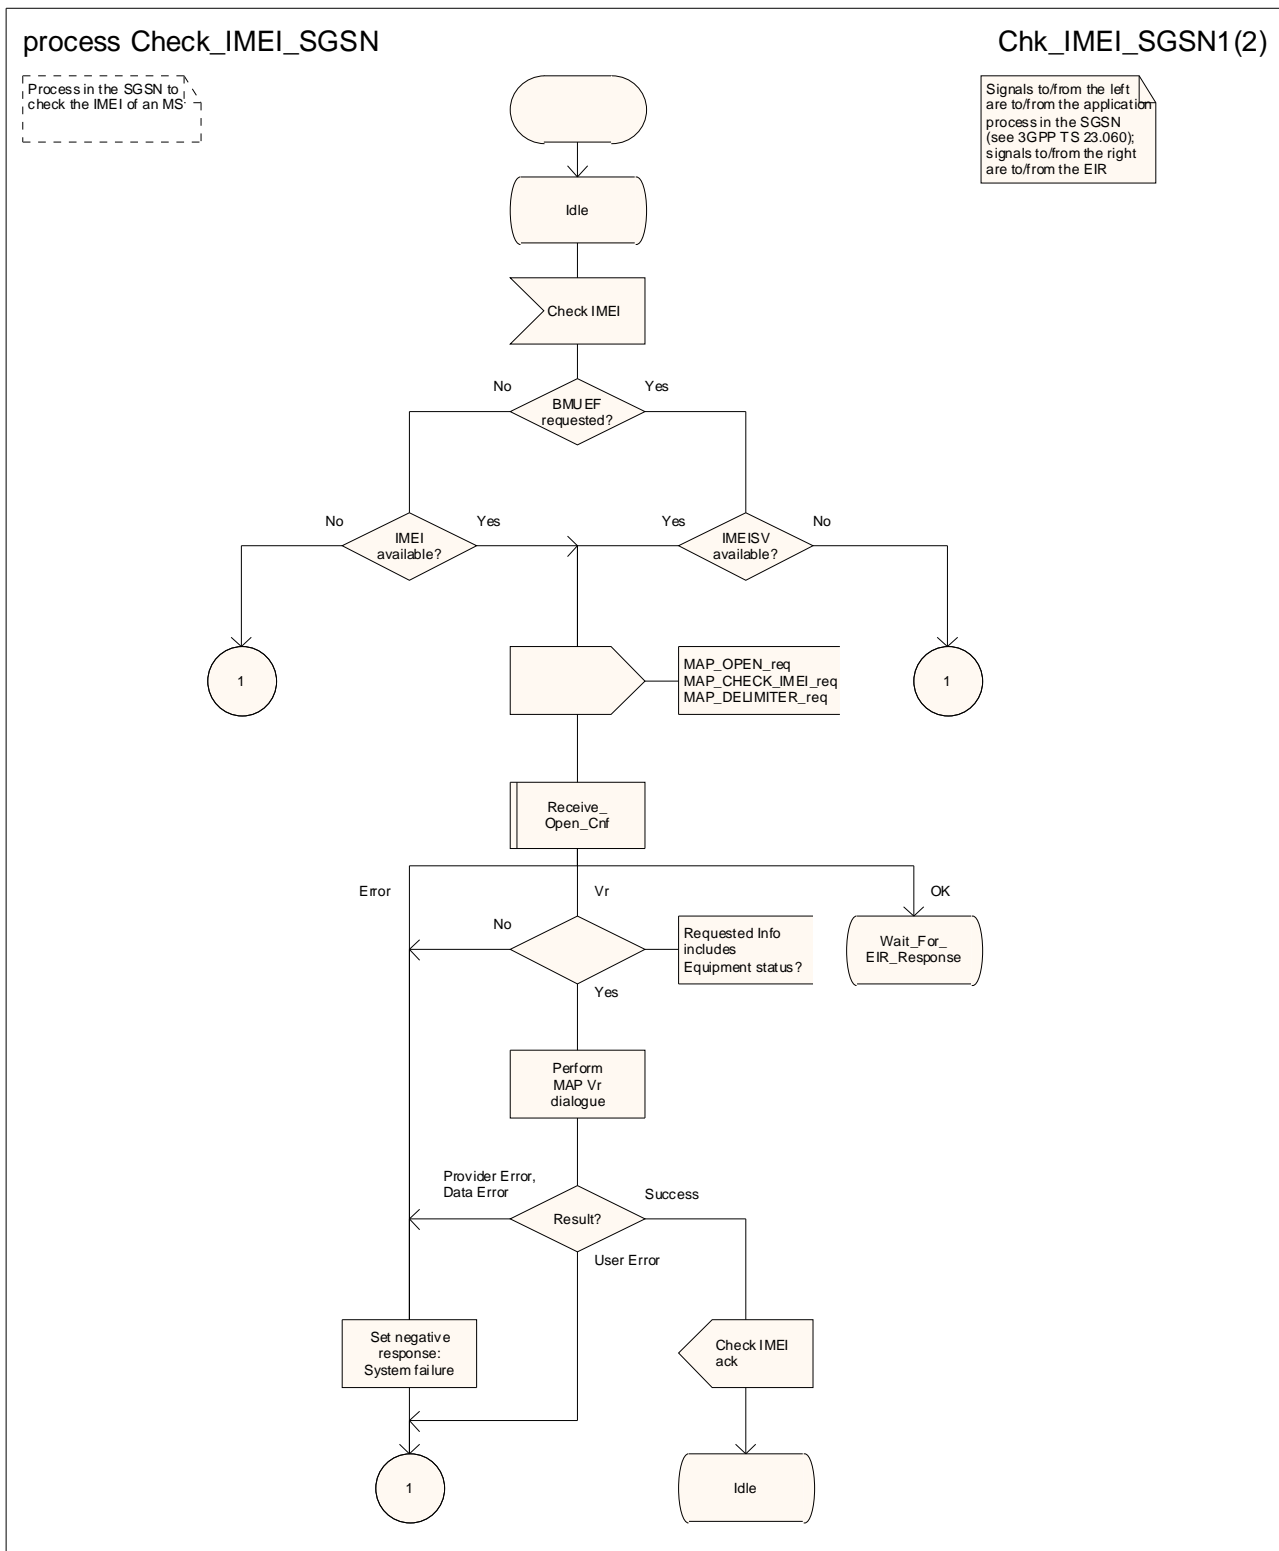 process Check_IMEI_SGSN
Chk_IMEI_SGSN1(2)
Process in the SGSN to
check the IMEI of an MS
Signals to/from the left
are to/from the application
process in the SGSN
(see 3GPP TS 23.060);
signals to/from the right
are to/from the EIR
Idle
Check IMEI
No
Yes
BMUEF
requested?
No
Yes
Yes
No
IMEI
available?
IMEISV
available?
1
MAP_OPEN_req
MAP_CHECK_IMEI_req
MAP_DELIMITER_req
1
Receive_
Open_Cnf
Error
Vr
OK
No
Requested Info
includes
Equipment status?
Wait_For_
EIR_Response
Yes
Perform
MAP Vr
dialogue
Provider Error,
Data Error
Success
Result?
User Error
Set negative
response:
System failure
Check IMEI
ack
1
Idle